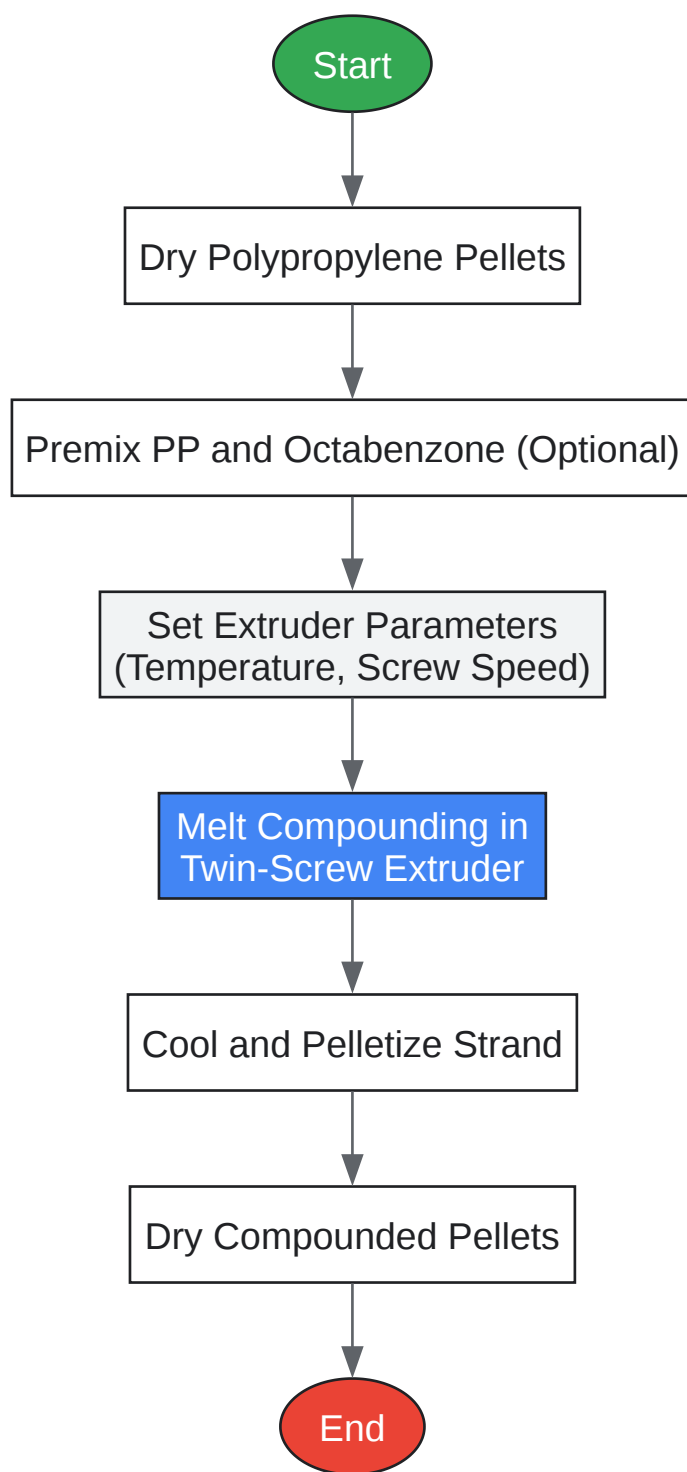 Start
Dry Polypropylene Pellets
Premix PP and Octabenzone (Optional)
Set Extruder Parameters
(Temperature, Screw Speed)
Melt Compounding in
Twin-Screw Extruder
Cool and Pelletize Strand
Dry Compounded Pellets
End